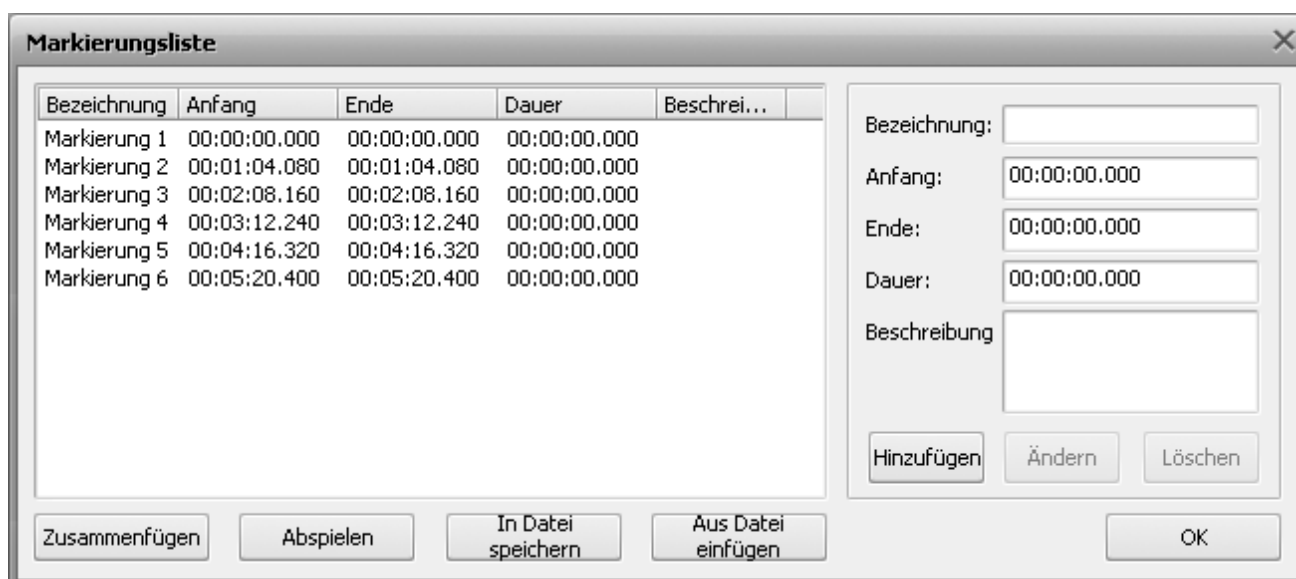 Markierungsliste
Bezeichnung Anfang Ende Dauer Beschrei...
Markierung 1 00:00:00.000 00:00:00.000 00:00:00.000
Markierung 2 00:01:04.080 00:01:04.080 00:00:00.000
Markierung 3 00:02:08.160 00:02:08.160 00:00:00.000
Markierung 4 00:03:12.240 00:03:12.240 00:00:00.000
Markierung 5 00:04:16.320 00:04:16.320 00:00:00.000
Markierung 6 00:05:20.400 00:05:20.400 00:00:00.000
Zusammenfügen
Abspielen
In Datei
speichern
Aus Datei
einfügen
Bezeichnung:
Anfang: 00:00:00.000
Ende: 00:00:00.000
Dauer: 00:00:00.000
Beschreibung
Hinzufügen Ändern Löschen
OK